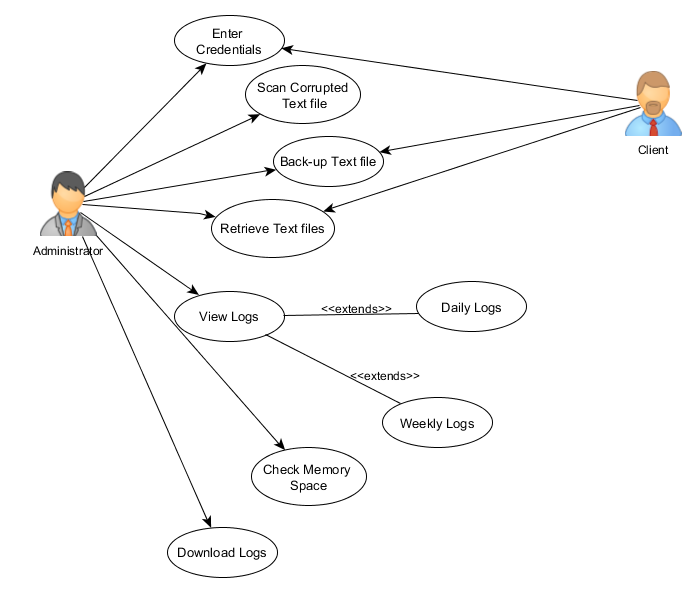 Enter
Credentials
Scan Corrupted
Text file
Client
Back-up Text file
Retrieve Text files
Administrator
View Logs
<<extends>>
Daily Logs
<<extends>>
Weekly Logs
Check Memory
Space
Download Logs